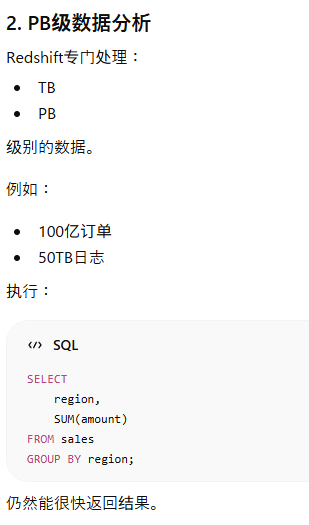 2. PB级数据分析
Redshift专门处理：
• TB
• PB
级别的数据。
例如：
• 100亿订单
• 50TB日志
执行：
</> SQL
SELECT
    region,
    SUM(amount)
FROM sales
GROUP BY region;
仍然能很快返回结果。